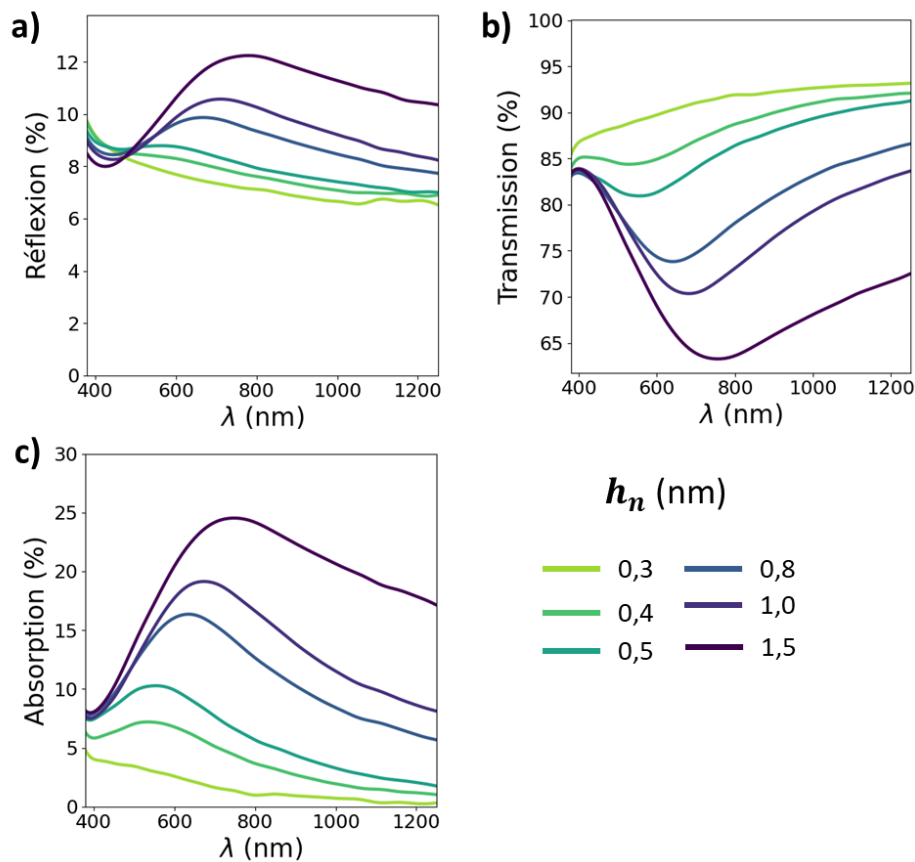 a)
12
10
8
6
4
2
0
Réflexion (%)
400 600 800 1000 1200
λ (nm)
b)
100
95
90
85
80
75
70
65
Transmission (%)
400 600 800 1000 1200
λ (nm)
c)
30
25
20
15
10
5
0
Absorption (%)
400 600 800 1000 1200
λ (nm)
hₙ (nm)
0,3 0,8
0,4 1,0
0,5 1,5